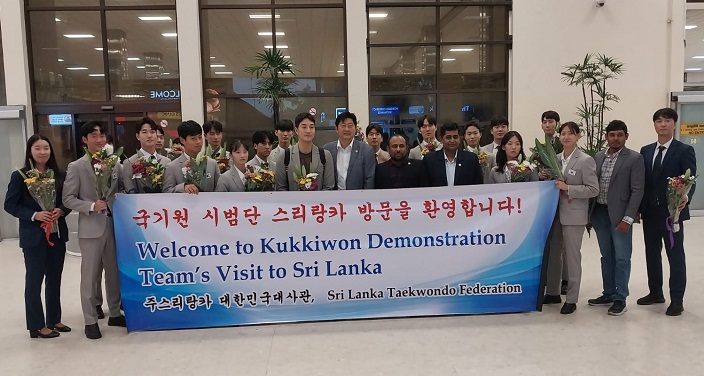 WELCOME
국기원 시범단 스리랑카 방문을 환영합니다!
Welcome to Kukkiwon Demonstration
Team's Visit to Sri Lanka
주스리랑카 대한민국대사관, Sri Lanka Taekwondo Federation